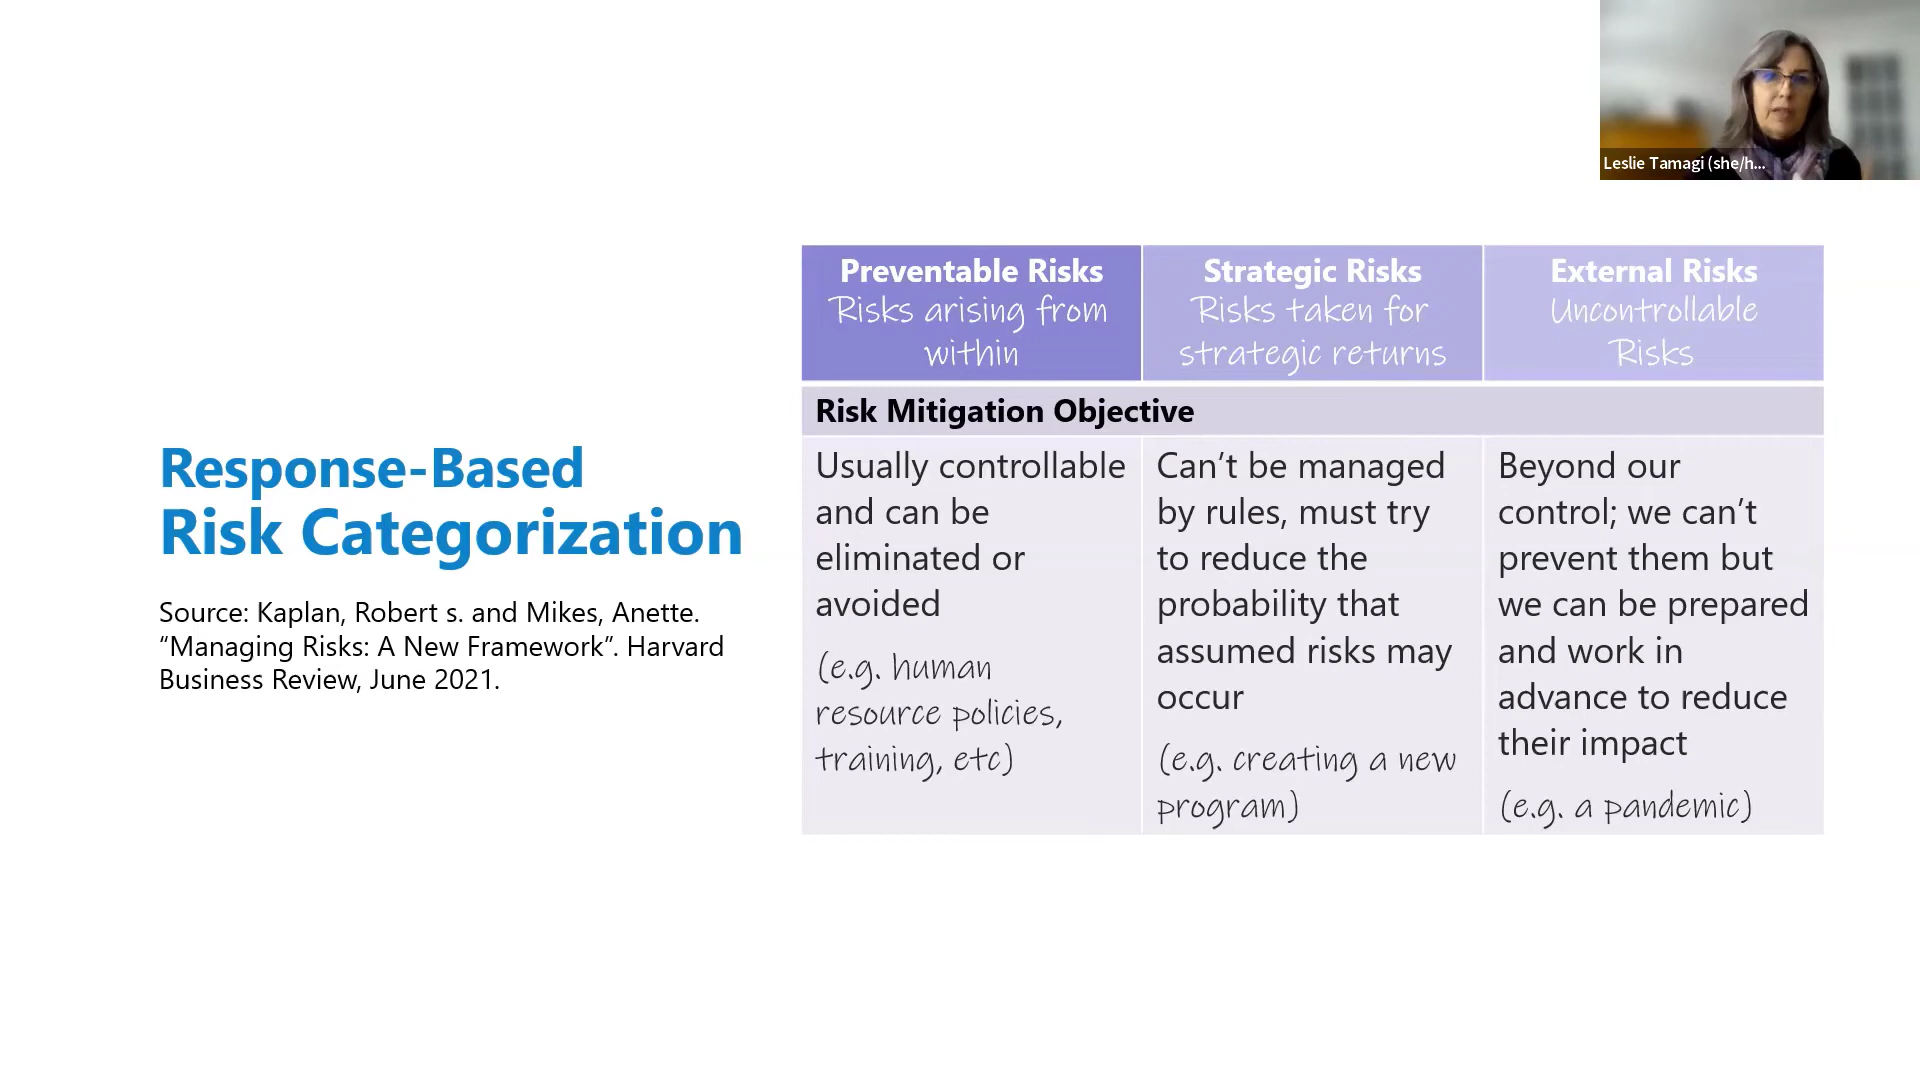 Leslie Tamagi (she/h...
Response-Based
Risk Categorization
Source: Kaplan, Robert s. and Mikes, Anette.
“Managing Risks: A New Framework”. Harvard
Business Review, June 2021.
Preventable Risks
Risks arising from
within
Strategic Risks
Risks taken for
strategic returns
External Risks
Uncontrollable
Risks
Risk Mitigation Objective
Usually controllable
and can be
eliminated or
avoided
(e.g. human
resource policies,
training, etc)
Can’t be managed
by rules, must try
to reduce the
probability that
assumed risks may
occur
(e.g. creating a new
program)
Beyond our
control; we can’t
prevent them but
we can be prepared
and work in
advance to reduce
their impact
(e.g. a pandemic)